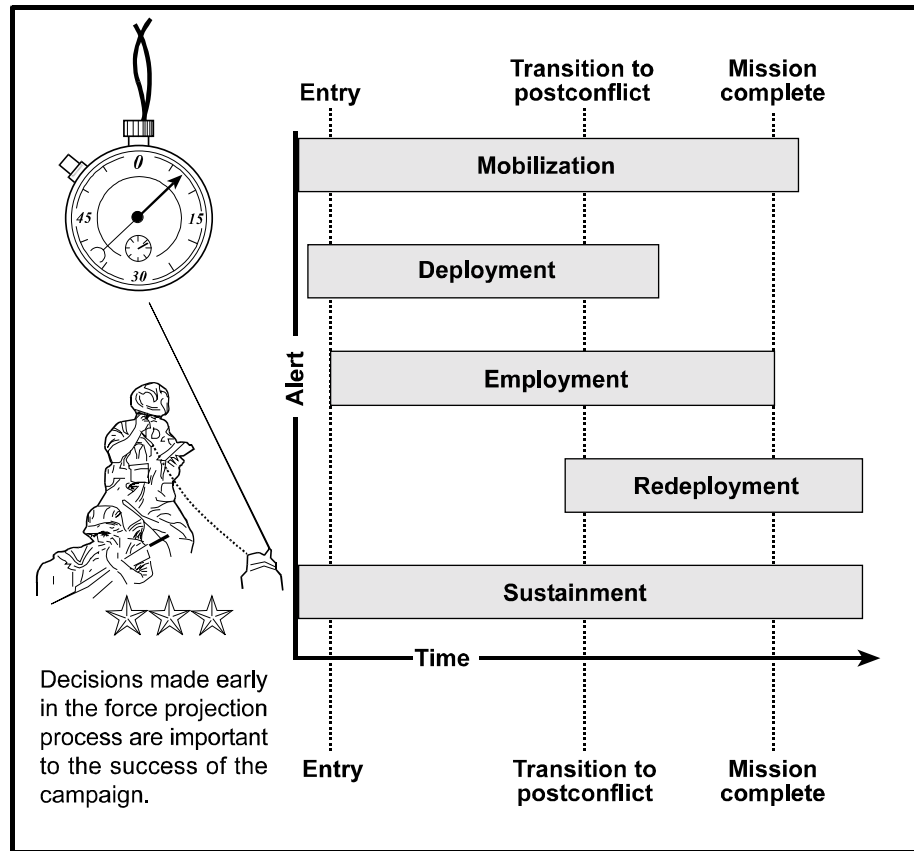 Entry
Transition to
postconflict
Mission
complete
0
15
30
45
Mobilization
Deployment
Employment
Redeployment
Sustainment
Alert
Time
Decisions made early
in the force projection
process are important
to the success of the
campaign.
Entry
Transition to
postconflict
Mission
complete